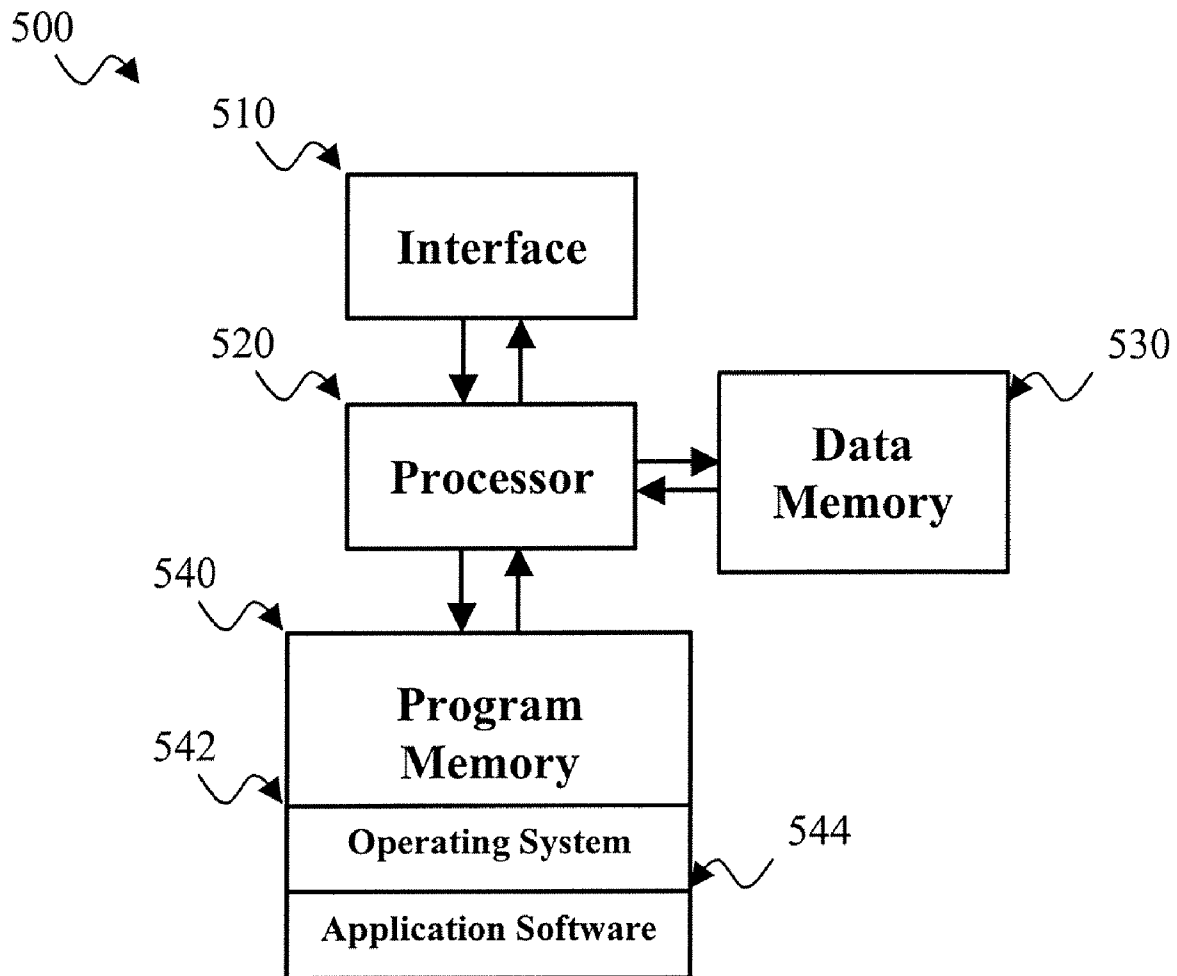 500
510
Interface
520
530
Processor
Data
Memory
540
Program
Memory
542
Operating System
544
Application Software